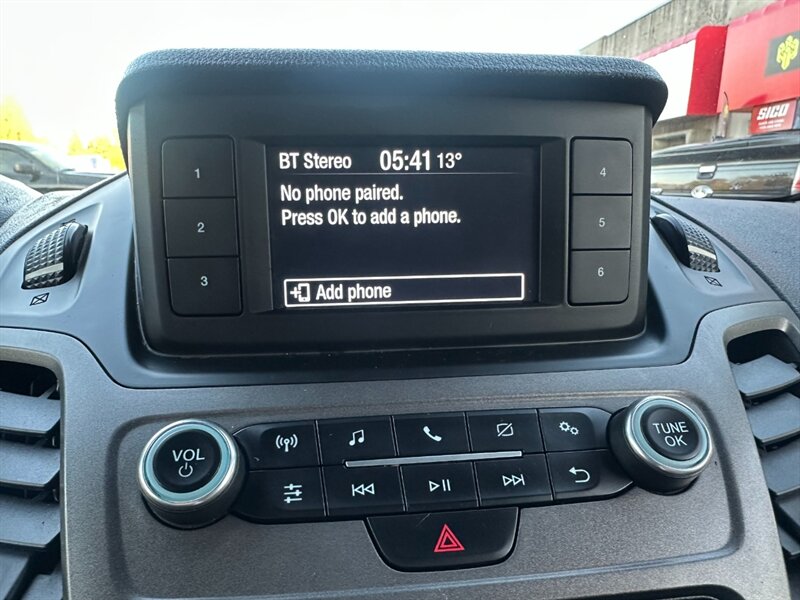 BT Stereo 05:41 13°
No phone paired.
Press OK to add a phone.
Add phone
1
2
3
4
5
6
VOL
TUNE
OK
SICO